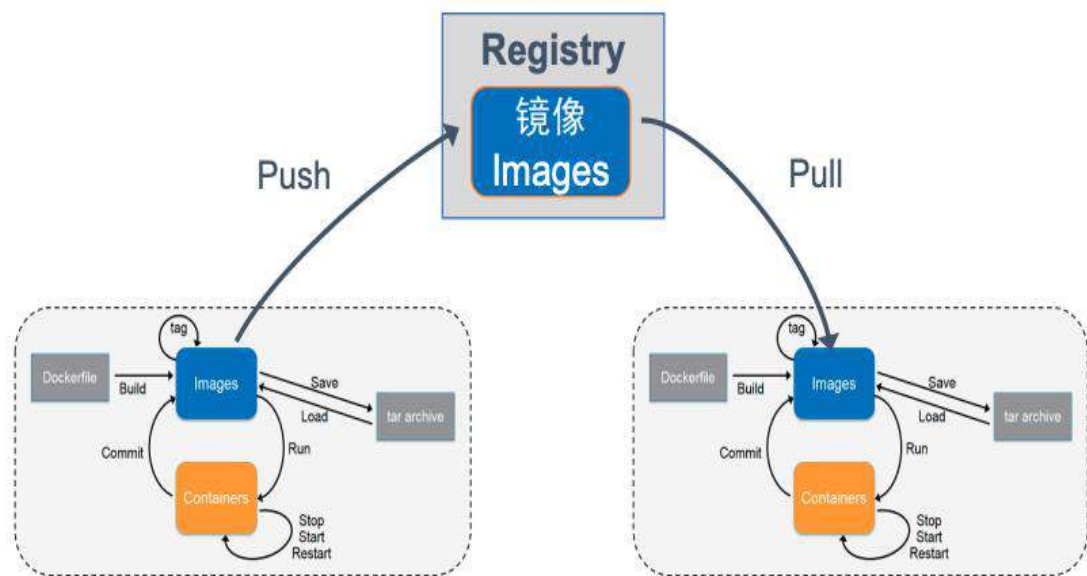 Registry
镜像
Images
Push
Pull
tag
Dockerfile
Build
Images
Save
Load
tar archive
Commit
Run
Containers
Stop
Start
Restart
tag
Dockerfile
Build
Images
Save
Load
tar archive
Commit
Run
Containers
Stop
Start
Restart